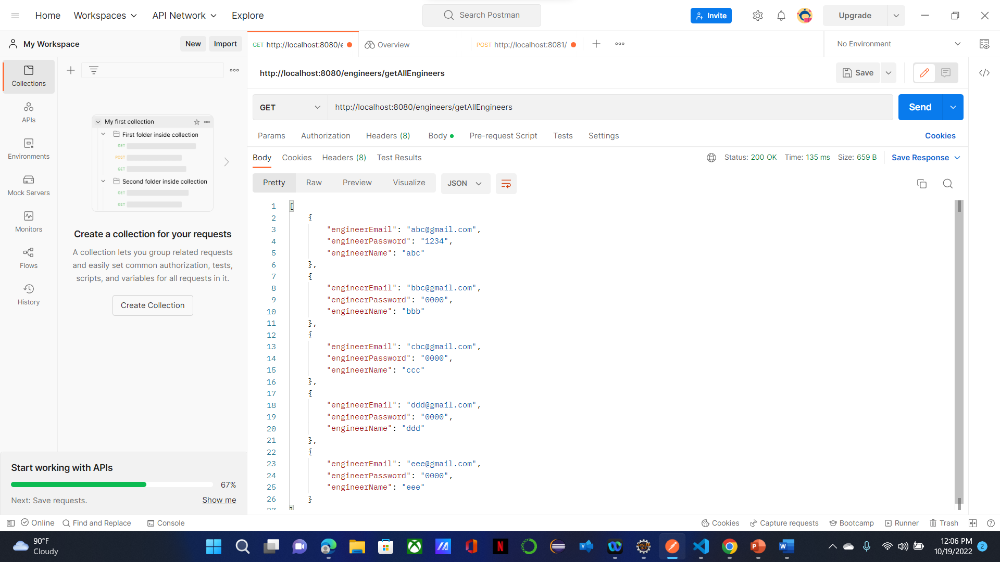 Home Workspaces API Network Explore Search Postman Invite Upgrade
My Workspace New Import GET http://localhost:8080/e Overview POST http://localhost:8081/ No Environment
http://localhost:8080/engineers/getAllEngineers Save
GET http://localhost:8080/engineers/getAllEngineers Send
Params Authorization Headers (8) Body Pre-request Script Tests Settings Cookies
Body Cookies Headers (8) Test Results Status: 200 OK Time: 135 ms Size: 659 B Save Response
Pretty Raw Preview Visualize JSON
Collections
APIs
Environments
Mock Servers
Monitors
Flows
History
My first collection
First folder inside collection
GET
POST
GET
Second folder inside collection
GET
GET
Create a collection for your requests
A collection lets you group related requests
and easily set common authorization, tests,
scripts, and variables for all requests in it.
Create Collection
1 [
2 {
3 "engineerEmail": "abc@gmail.com",
4 "engineerPassword": "1234",
5 "engineerName": "abc"
6 },
7 {
8 "engineerEmail": "bbc@gmail.com",
9 "engineerPassword": "0000",
10 "engineerName": "bbb"
11 },
12 {
13 "engineerEmail": "cbc@gmail.com",
14 "engineerPassword": "0000",
15 "engineerName": "ccc"
16 },
17 {
18 "engineerEmail": "ddd@gmail.com",
19 "engineerPassword": "0000",
20 "engineerName": "ddd"
21 },
22 {
23 "engineerEmail": "eee@gmail.com",
24 "engineerPassword": "0000",
25 "engineerName": "eee"
26 }
27 ]
Start working with APIs
67%
Next: Save requests. Show me
Online Find and Replace Console Cookies Capture requests Bootcamp Runner Trash
90°F
Cloudy
12:06 PM
10/19/2022 2